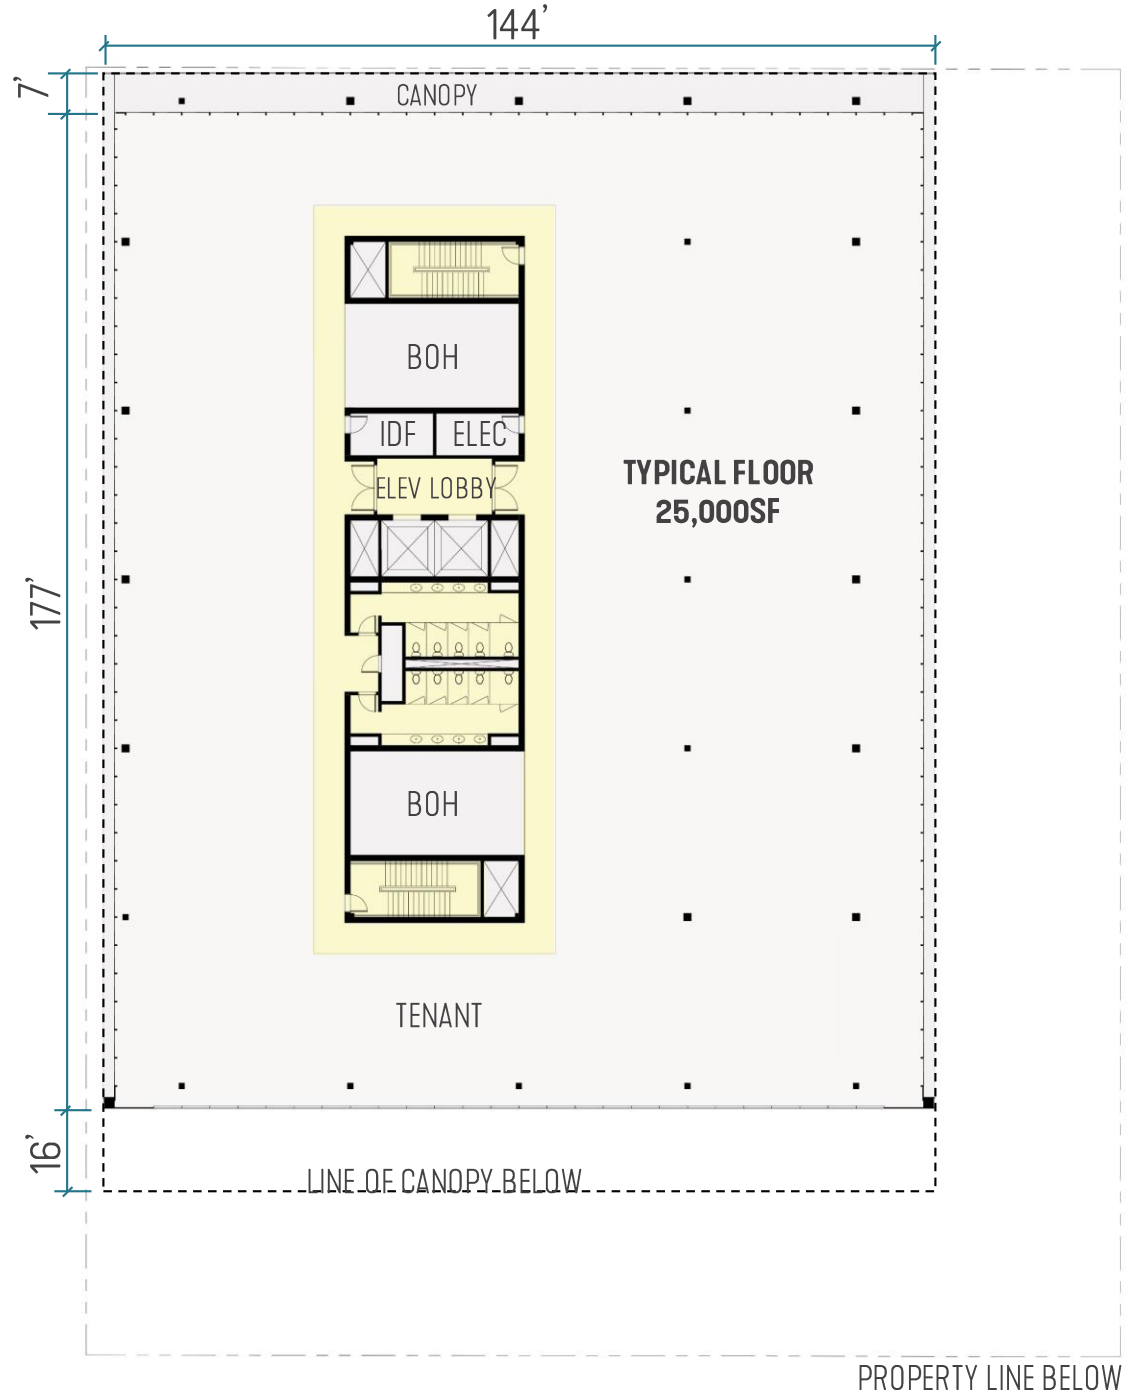 144'
7'
CANOPY
BOH
IDF
ELEC
ELEV LOBBY
TYPICAL FLOOR
25,000SF
177'
BOH
TENANT
16'
LINE OF CANOPY BELOW
PROPERTY LINE BELOW